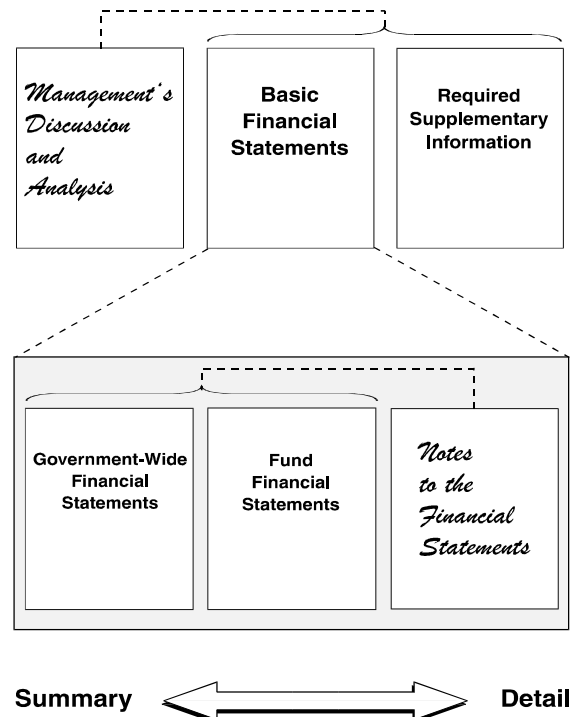 Management's
Discussion
and
Analysis
Basic
Financial
Statements
Required
Supplementary
Information
Government-Wide
Financial
Statements
Fund
Financial
Statements
Notes
to the
Financial
Statements
Summary
Detail